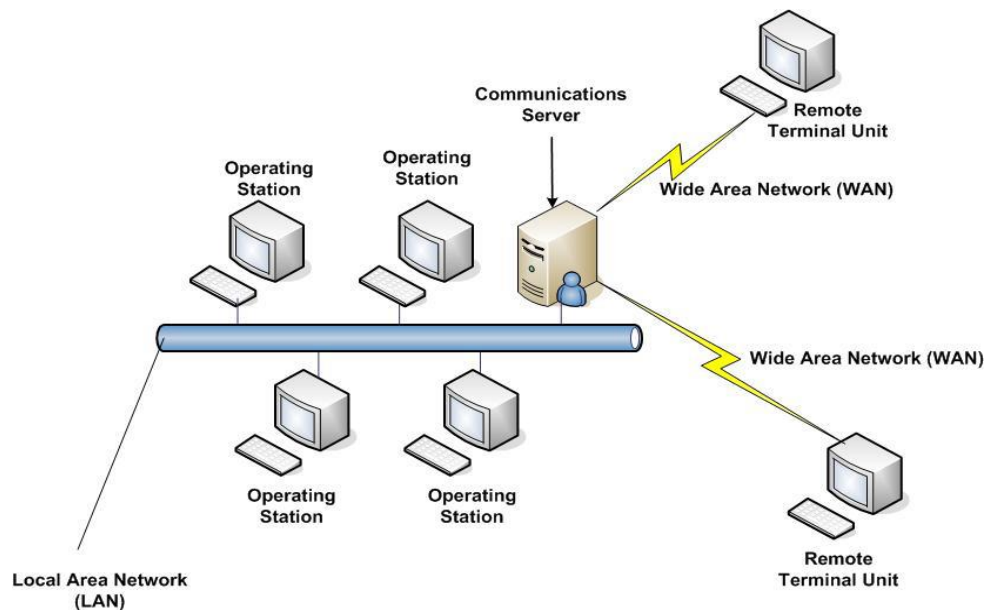 Communications
Server
Remote
Terminal Unit
Operating
Station
Operating
Station
Wide Area Network (WAN)
Wide Area Network (WAN)
Operating
Station
Operating
Station
Remote
Terminal Unit
Local Area Network
(LAN)